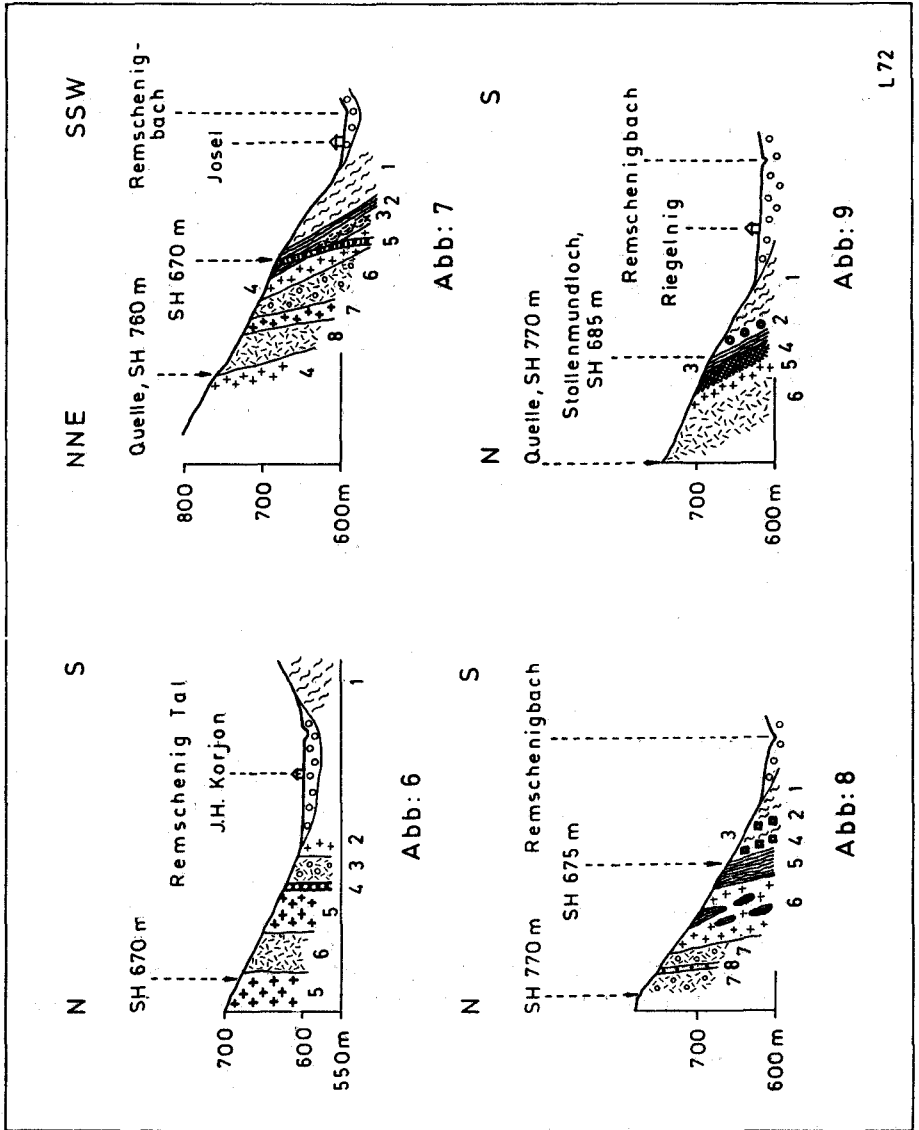 N S
Remschenig Tal
J.H. Korjon
SH 670 m
700
600
550m
5 6 5 4 3 2 1
Abb: 6
NNE SSW
Quelle, SH 760 m
SH 670 m
Remschenig-
bach
Josel
800
700
600m
4 8 7 6 4 5 3 2 1
Abb: 7
N S
SH 770 m
SH 675 m
Remschenigbach
700
600m
7 8 7 6 5 4 3 2 1
Abb: 8
N S
Quelle, SH 770 m
Stollenmundloch,
SH 685 m
Riegelnig
Remschenigbach
700
600m
6 5 4 3 2 1
Abb: 9
L72